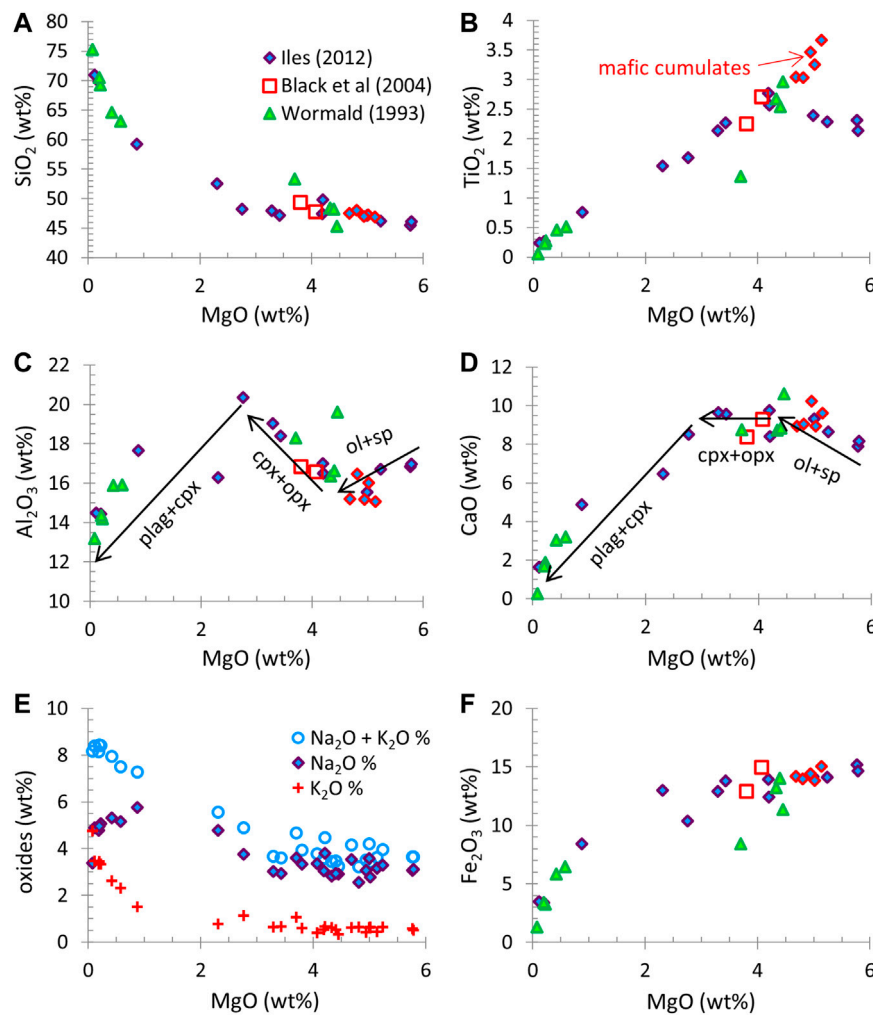 A
80
75
70
65
60
55
50
45
40
SiO2 (wt%)
Iles (2012)
Black et al (2004)
Wormald (1993)
0 2 4 6
MgO (wt%)
B
4
3.5
3
2.5
2
1.5
1
0.5
0
TiO2 (wt%)
mafic cumulates
0 2 4 6
MgO (wt%)
C
22
20
18
16
14
12
10
Al2O3 (wt%)
plag+cpx
cpx+opx
ol+sp
0 2 4 6
MgO (wt%)
D
12
10
8
6
4
2
0
CaO (wt%)
plag+cpx
cpx+opx
ol+sp
0 2 4 6
MgO (wt%)
E
10
8
6
4
2
0
oxides (wt%)
Na2O + K2O %
Na2O %
K2O %
0 2 4 6
MgO (wt%)
F
20
15
10
5
0
Fe2O3 (wt%)
0 2 4 6
MgO (wt%)